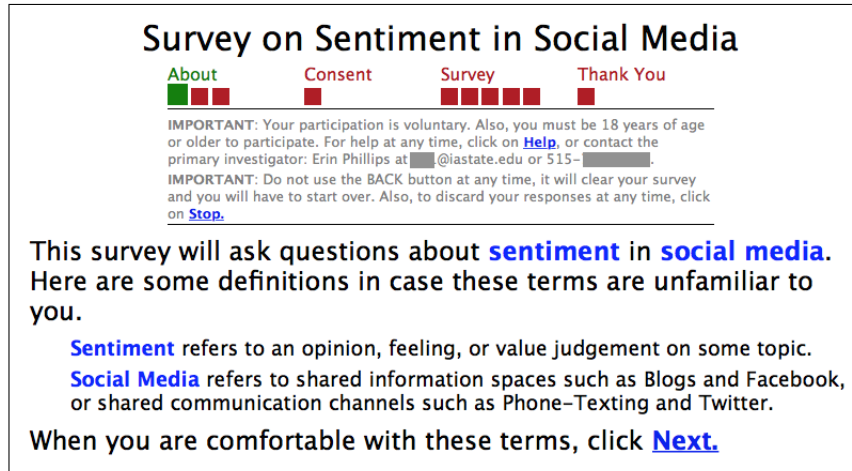 Survey on Sentiment in Social Media
About Consent Survey Thank You
IMPORTANT: Your participation is voluntary. Also, you must be 18 years of age
or older to participate. For help at any time, click on Help, or contact the
primary investigator: Erin Phillips at .@iastate.edu or 515- .
IMPORTANT: Do not use the BACK button at any time, it will clear your survey
and you will have to start over. Also, to discard your responses at any time, click
on Stop.
This survey will ask questions about sentiment in social media.
Here are some definitions in case these terms are unfamiliar to
you.
Sentiment refers to an opinion, feeling, or value judgement on some topic.
Social Media refers to shared information spaces such as Blogs and Facebook,
or shared communication channels such as Phone-Texting and Twitter.
When you are comfortable with these terms, click Next.